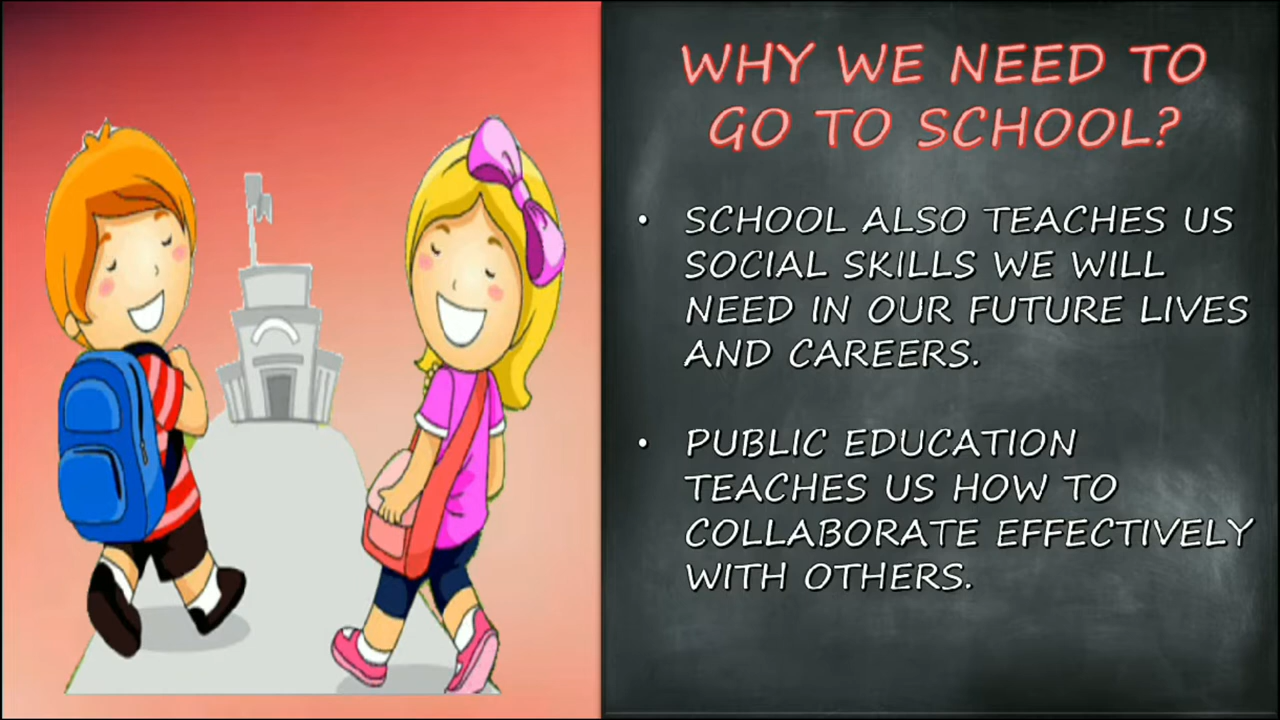 WHY WE NEED TO
GO TO SCHOOL?
• SCHOOL ALSO TEACHES US
SOCIAL SKILLS WE WILL
NEED IN OUR FUTURE LIVES
AND CAREERS.
• PUBLIC EDUCATION
TEACHES US HOW TO
COLLABORATE EFFECTIVELY
WITH OTHERS.